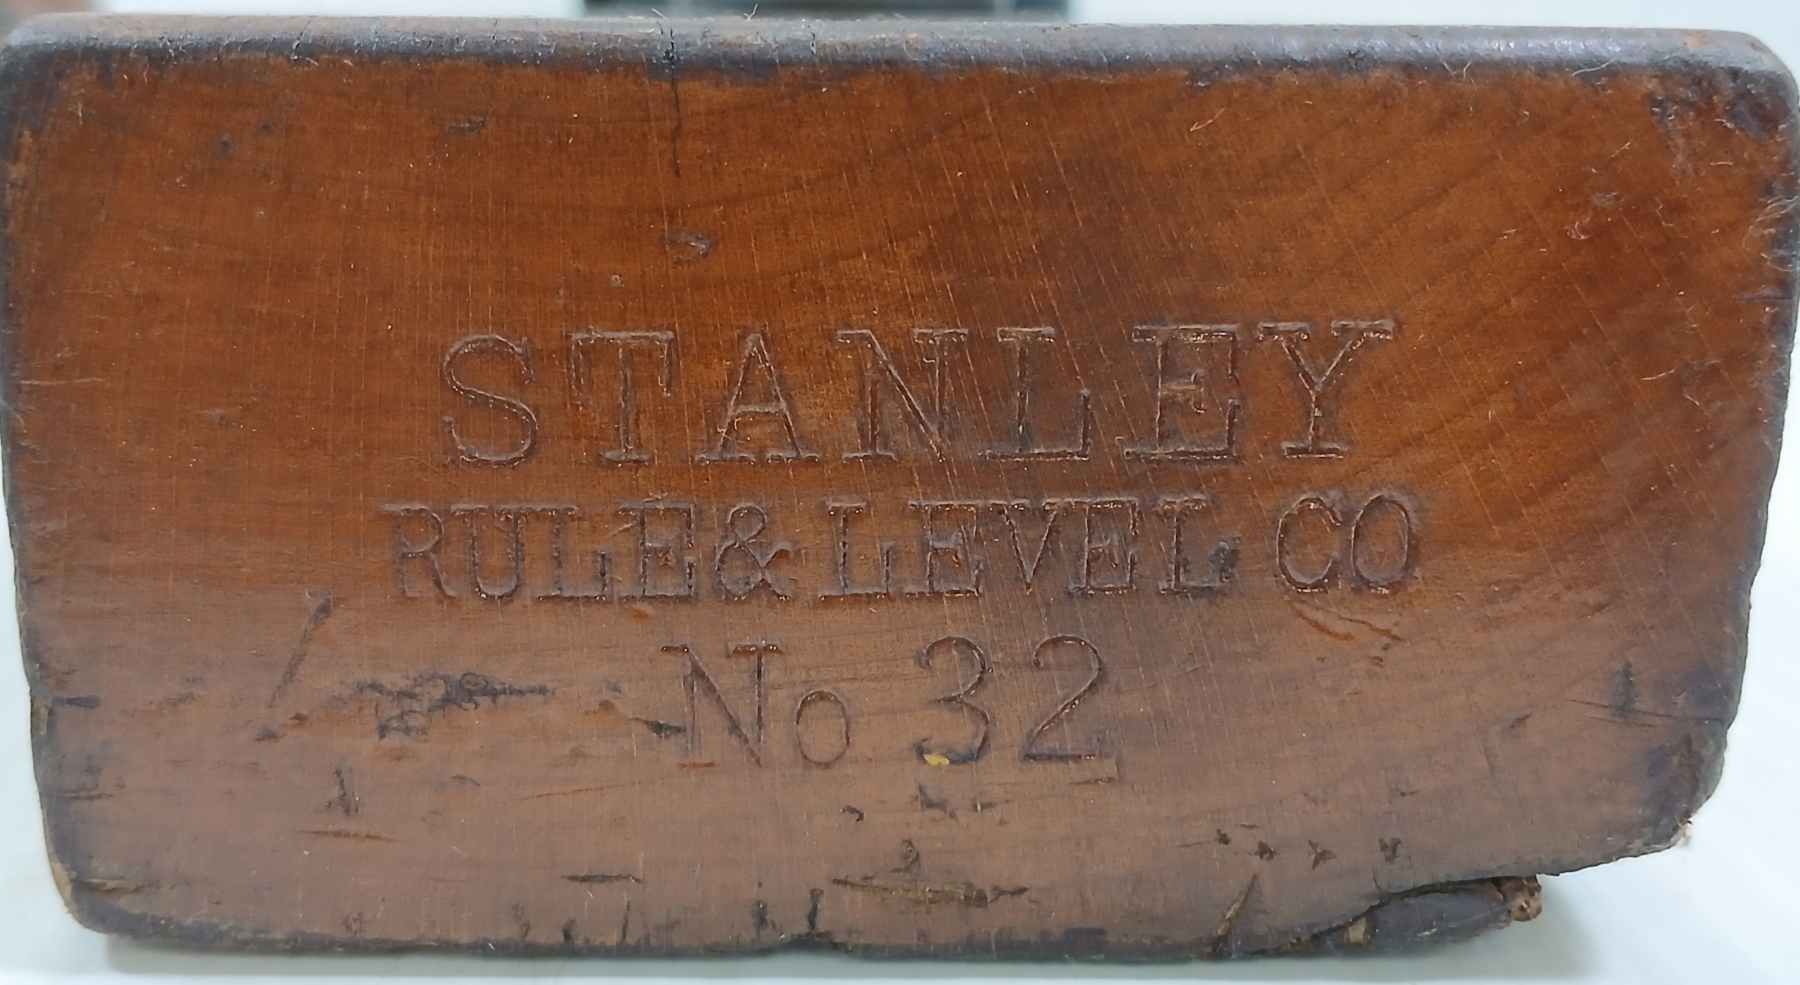 STANLEY
RULE & LEVEL CO
No 32